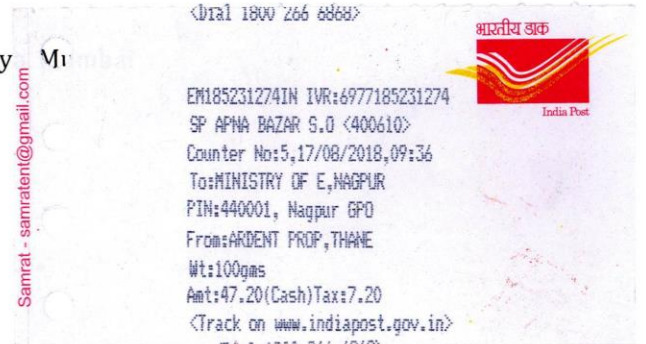 <Dial 1800 266 6868>
भारतीय डाक
India Post
y Mu
EM185231274IN IVR:6977185231274
SP APNA BAZAR S.O <400610>
Counter No:5,17/08/2018,09:36
To:MINISTRY OF E,NAGPUR
PIN:440001, Nagpur GPO
From:ARDENT PROP,THANE
Wt:100gms
Amt:47.20(Cash)Tax:7.20
<Track on www.indiapost.gov.in>
Samrat - samratent@gmail.com